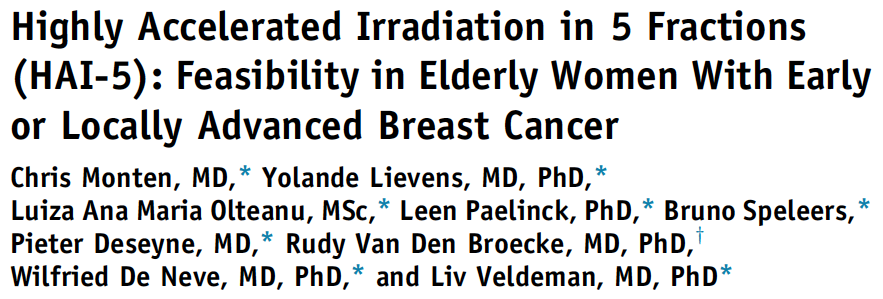 Highly Accelerated Irradiation in 5 Fractions
(HAI-5): Feasibility in Elderly Women With Early
or Locally Advanced Breast Cancer
Chris Monten, MD,* Yolande Lievens, MD, PhD,*
Luiza Ana Maria Olteanu, MSc,* Leen Paelinck, PhD,* Bruno Speleers,*
Pieter Deseyne, MD,* Rudy Van Den Broecke, MD, PhD,†
Wilfried De Neve, MD, PhD,* and Liv Veldeman, MD, PhD*